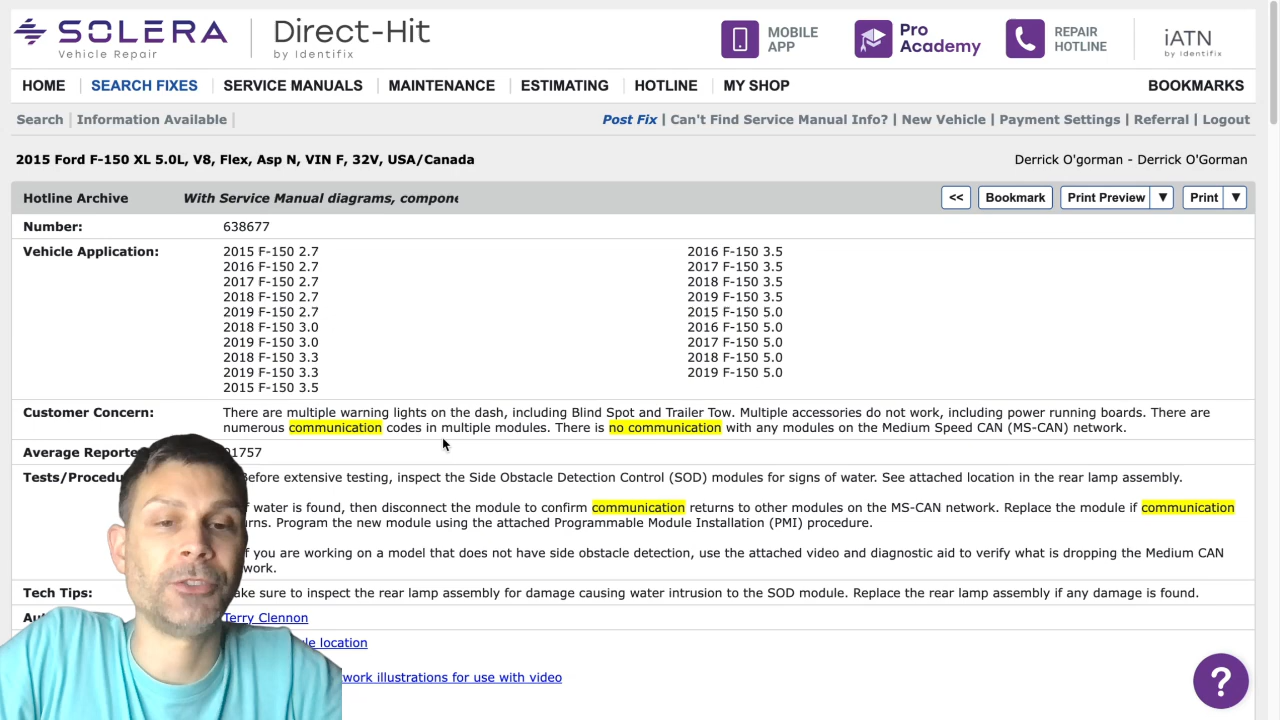 SOLERA
Vehicle Repair
Direct-Hit
by Identifix
MOBILE APP
Pro Academy
REPAIR HOTLINE
iATN
by Identifix
HOME SEARCH FIXES SERVICE MANUALS MAINTENANCE ESTIMATING HOTLINE MY SHOP BOOKMARKS
Search Information Available Post Fix | Can't Find Service Manual Info? | New Vehicle | Payment Settings | Referral | Logout
2015 Ford F-150 XL 5.0L, V8, Flex, Asp N, VIN F, 32V, USA/Canada Derrick O'gorman - Derrick O'Gorman
Hotline Archive With Service Manual diagrams, compone << Bookmark Print Preview ▼ Print ▼
Number: 638677
Vehicle Application: 2015 F-150 2.7 2016 F-150 3.5
2016 F-150 2.7 2017 F-150 3.5
2017 F-150 2.7 2018 F-150 3.5
2018 F-150 2.7 2019 F-150 3.5
2019 F-150 2.7 2015 F-150 5.0
2018 F-150 3.0 2016 F-150 5.0
2019 F-150 3.0 2017 F-150 5.0
2018 F-150 3.3 2018 F-150 5.0
2019 F-150 3.3 2019 F-150 5.0
2015 F-150 3.5
Customer Concern: There are multiple warning lights on the dash, including Blind Spot and Trailer Tow. Multiple accessories do not work, including power running boards. There are
numerous communication codes in multiple modules. There is no communication with any modules on the Medium Speed CAN (MS-CAN) network.
Average Reporte 1757
Tests/Procedu efore extensive testing, inspect the Side Obstacle Detection Control (SOD) modules for signs of water. See attached location in the rear lamp assembly.
f water is found, then disconnect the module to confirm communication returns to other modules on the MS-CAN network. Replace the module if communication
urns. Program the new module using the attached Programmable Module Installation (PMI) procedure.
f you are working on a model that does not have side obstacle detection, use the attached video and diagnostic aid to verify what is dropping the Medium CAN
work.
Tech Tips: ake sure to inspect the rear lamp assembly for damage causing water intrusion to the SOD module. Replace the rear lamp assembly if any damage is found.
Au Terry Clennon
le location
work illustrations for use with video
?